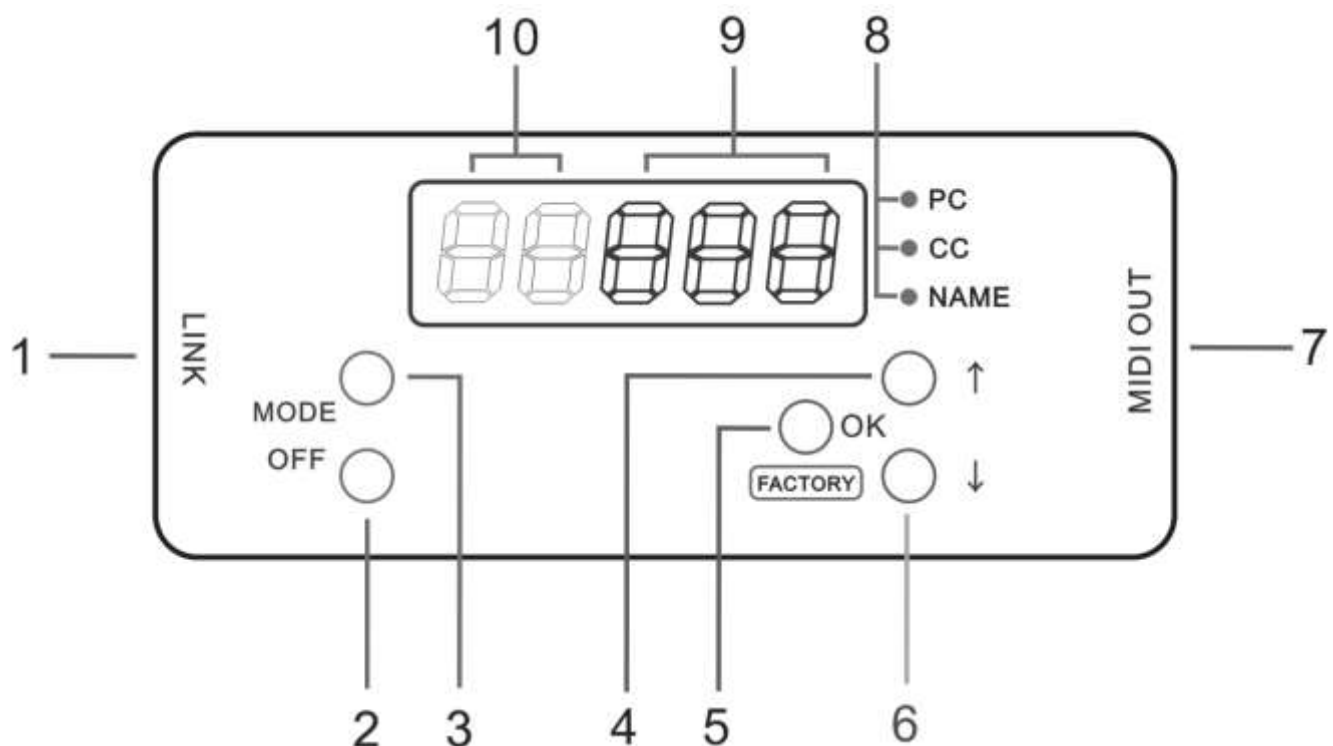 10 9 8
PC
CC
NAME
1 LINK
MIDI OUT 7
MODE
↑
OK
OFF
FACTORY
↓
2 3 4 5 6